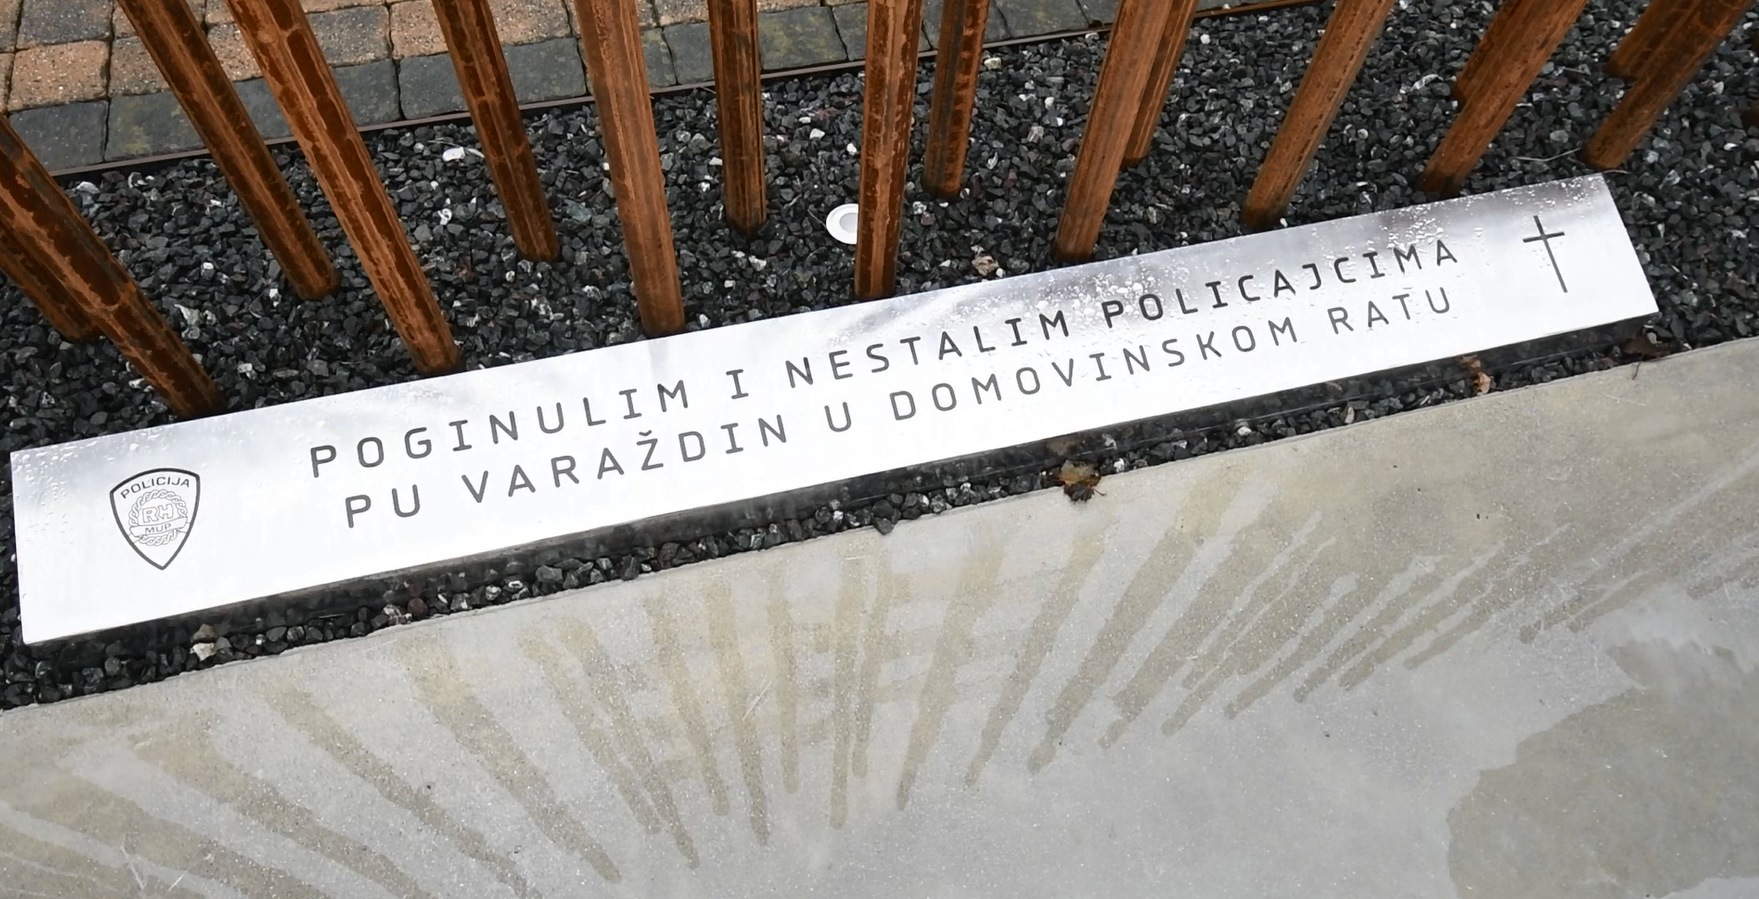 POGINULIM I NESTALIM POLICAJCIMA
PU VARAŽDIN U DOMOVINSKOM RATU
POLICIJA
RH
MUP